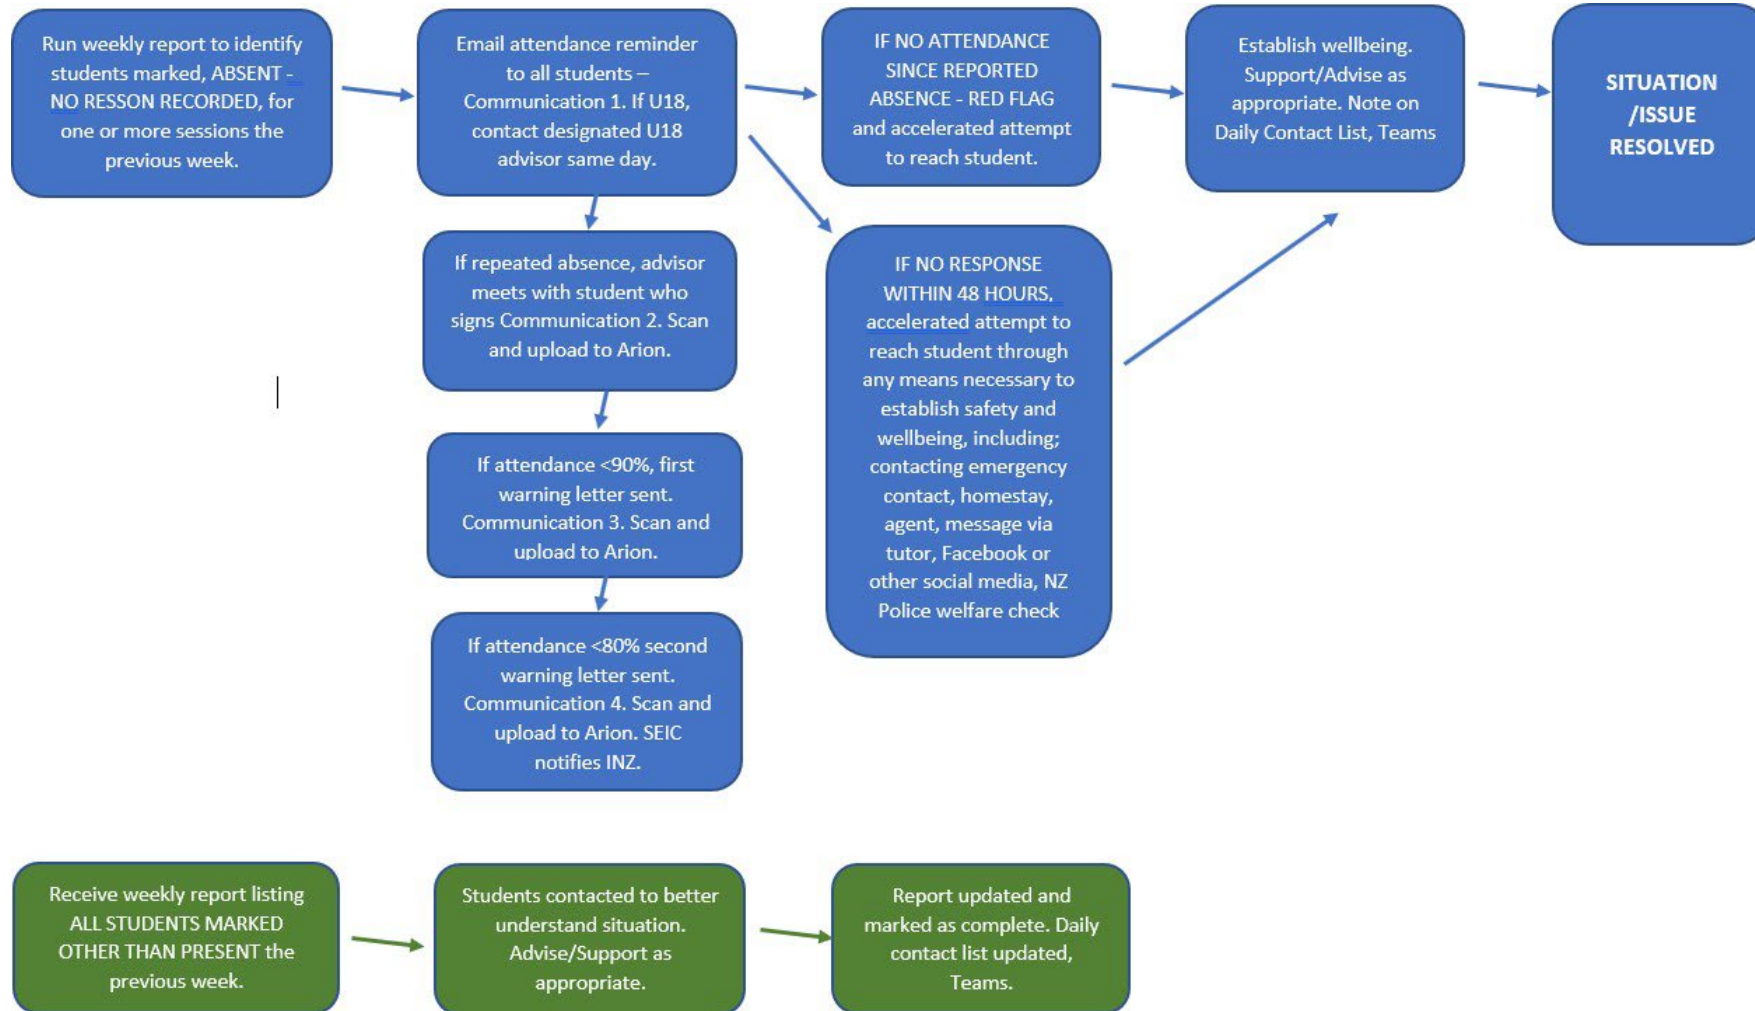 Run weekly report to identify
students marked, ABSENT -
NO RESSON RECORDED, for
one or more sessions the
previous week.
Email attendance reminder
to all students –
Communication 1. If U18,
contact designated U18
advisor same day.
IF NO ATTENDANCE
SINCE REPORTED
ABSENCE - RED FLAG
and accelerated attempt
to reach student.
Establish wellbeing.
Support/Advise as
appropriate. Note on
Daily Contact List, Teams
SITUATION
/ISSUE
RESOLVED
If repeated absence, advisor
meets with student who
signs Communication 2. Scan
and upload to Arion.
IF NO RESPONSE
WITHIN 48 HOURS,
accelerated attempt to
reach student through
any means necessary to
establish safety and
wellbeing, including;
contacting emergency
contact, homestay,
agent, message via
tutor, Facebook or
other social media, NZ
Police welfare check
If attendance <90%, first
warning letter sent.
Communication 3. Scan and
upload to Arion.
If attendance <80% second
warning letter sent.
Communication 4. Scan and
upload to Arion. SEIC
notifies INZ.
Receive weekly report listing
ALL STUDENTS MARKED
OTHER THAN PRESENT the
previous week.
Students contacted to better
understand situation.
Advise/Support as
appropriate.
Report updated and
marked as complete. Daily
contact list updated,
Teams.